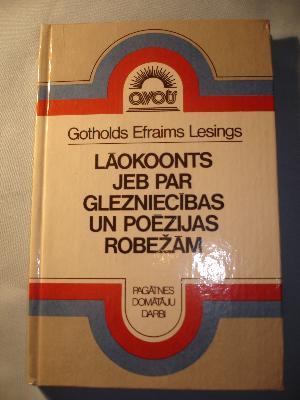 avots
Gotholds Efraims Lesings
LĀOKOONTS
JEB PAR
GLEZNIECĪBAS
UN POĒZIJAS
ROBEŽĀM
PAGĀTNES
DOMĀTĀJU
DARBI